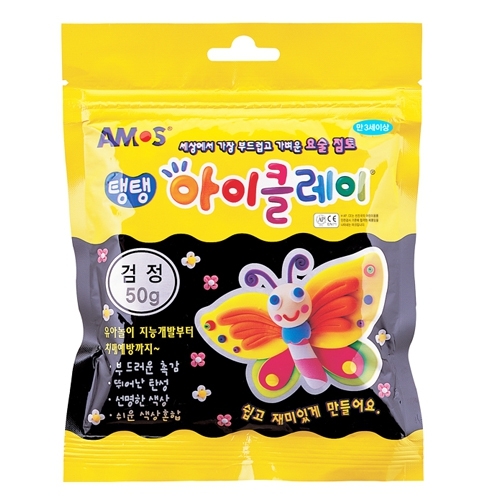 만 3세이상
AMOS
세상에서 가장 부드럽고 가벼운 요술 점토
탱탱 아이클레이
CE
검정
50g
유아놀이 지능개발부터
치매예방까지~
· 부드러운 촉감
· 뛰어난 탄성
· 선명한 색상
· 쉬운 색상혼합
쉽고 재미있게 만들어요.